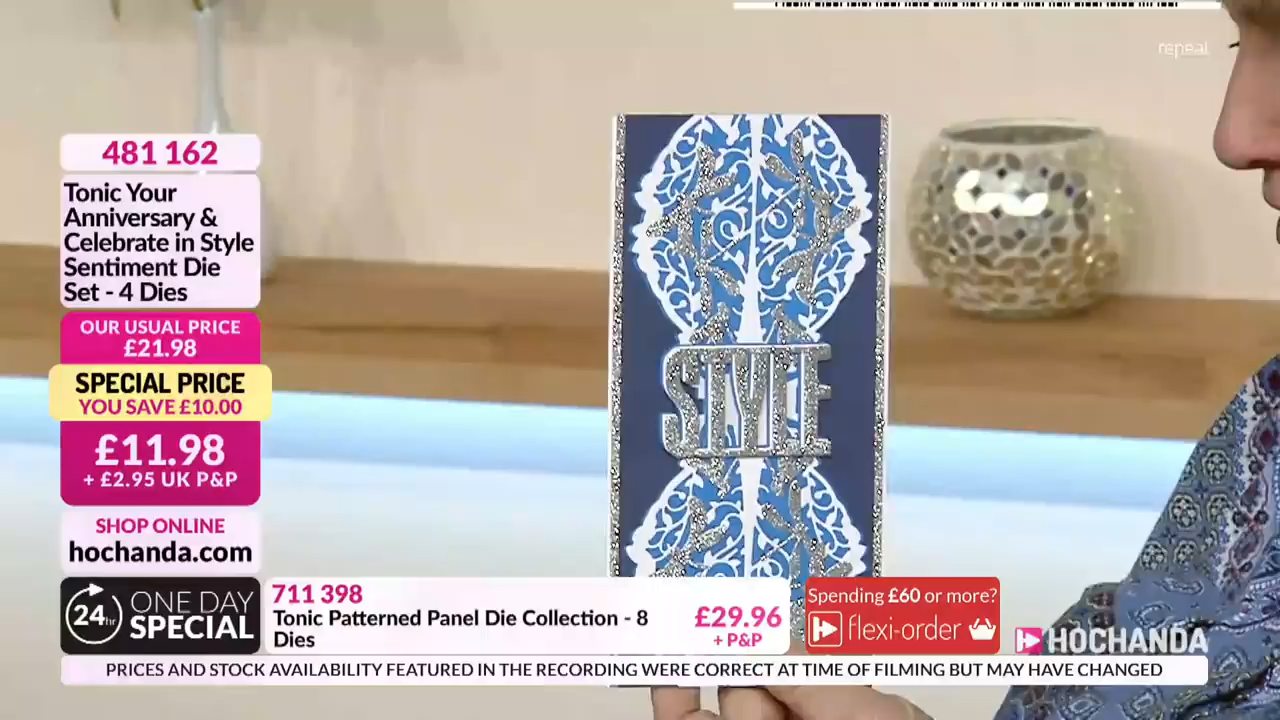 repeat
481 162
Tonic Your
Anniversary &
Celebrate in Style
Sentiment Die
Set - 4 Dies
OUR USUAL PRICE
£21.98
SPECIAL PRICE
YOU SAVE £10.00
£11.98
+ £2.95 UK P&P
SHOP ONLINE
hochanda.com
STYLE
24hr
ONE DAY
SPECIAL
711 398
Tonic Patterned Panel Die Collection - 8
Dies
£29.96
+ P&P
Spending £60 or more?
flexi-order
HOCHANDA
PRICES AND STOCK AVAILABILITY FEATURED IN THE RECORDING WERE CORRECT AT TIME OF FILMING BUT MAY HAVE CHANGED